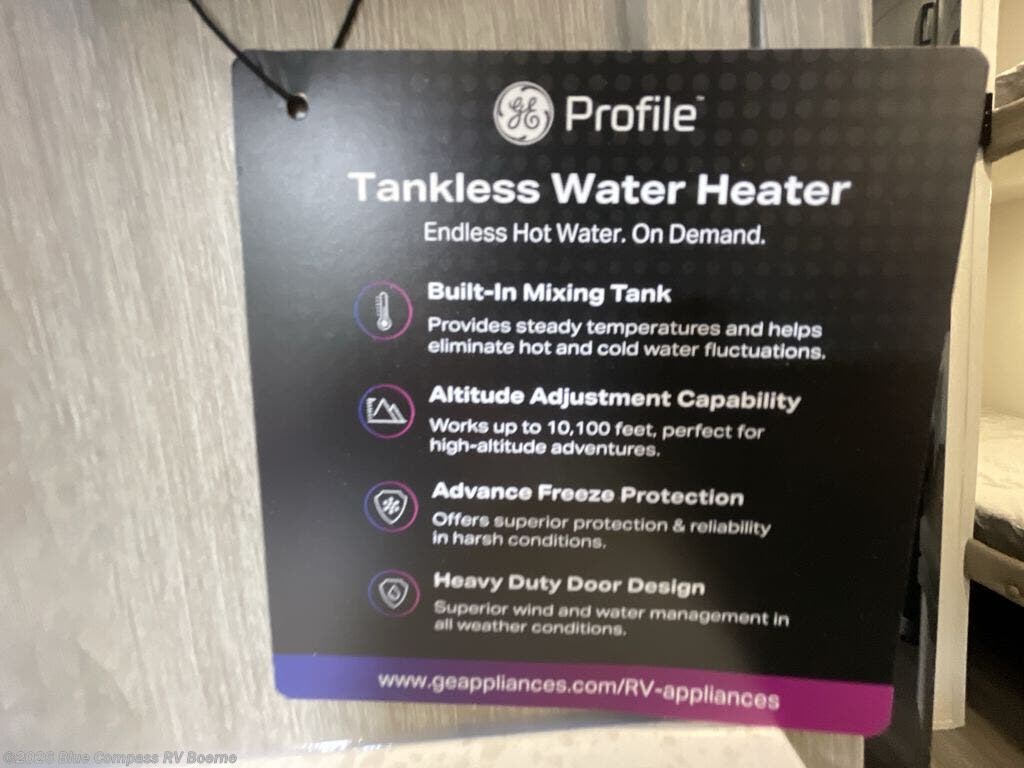 GE Profile™
Tankless Water Heater
Endless Hot Water. On Demand.
Built-In Mixing Tank
Provides steady temperatures and helps
eliminate hot and cold water fluctuations.
Altitude Adjustment Capability
Works up to 10,100 feet, perfect for
high-altitude adventures.
Advance Freeze Protection
Offers superior protection & reliability
in harsh conditions.
Heavy Duty Door Design
Superior wind and water management in
all weather conditions.
www.geappliances.com/RV-appliances
©2026 Blue Compass RV Boerne